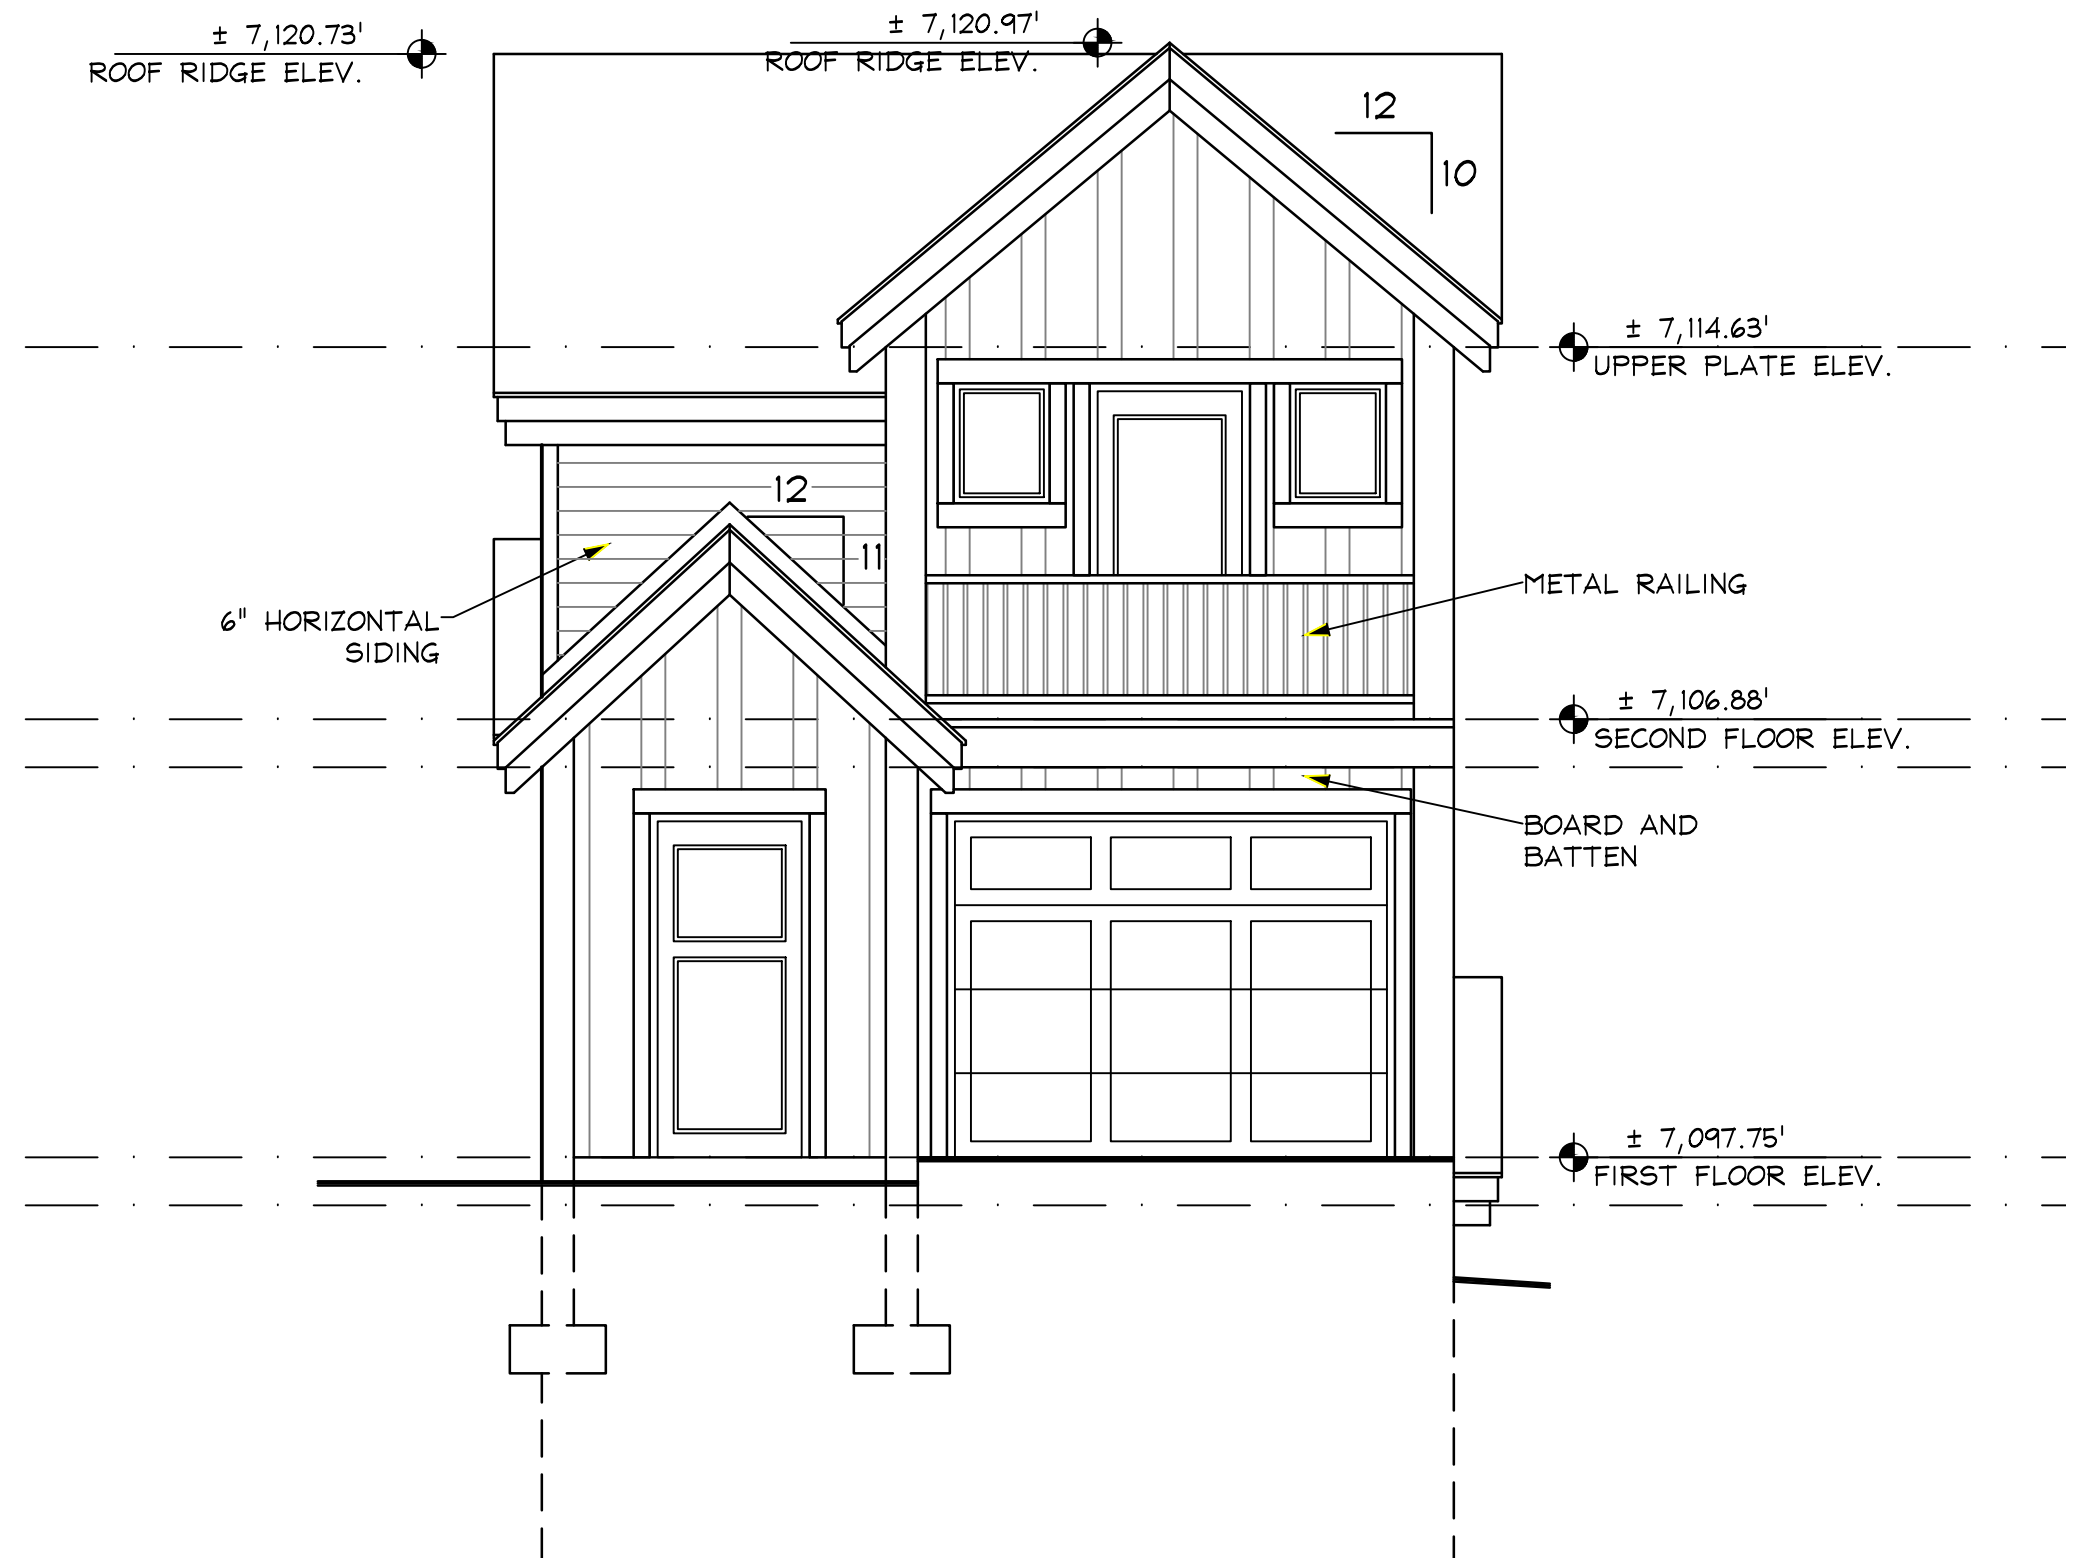 ± 7,120.73'
ROOF RIDGE ELEV.
± 7,120.97'
ROOF RIDGE ELEV.
12
10
± 7,114.63'
UPPER PLATE ELEV.
12
11
6" HORIZONTAL
SIDING
METAL RAILING
± 7,106.88'
SECOND FLOOR ELEV.
BOARD AND
BATTEN
± 7,097.75'
FIRST FLOOR ELEV.